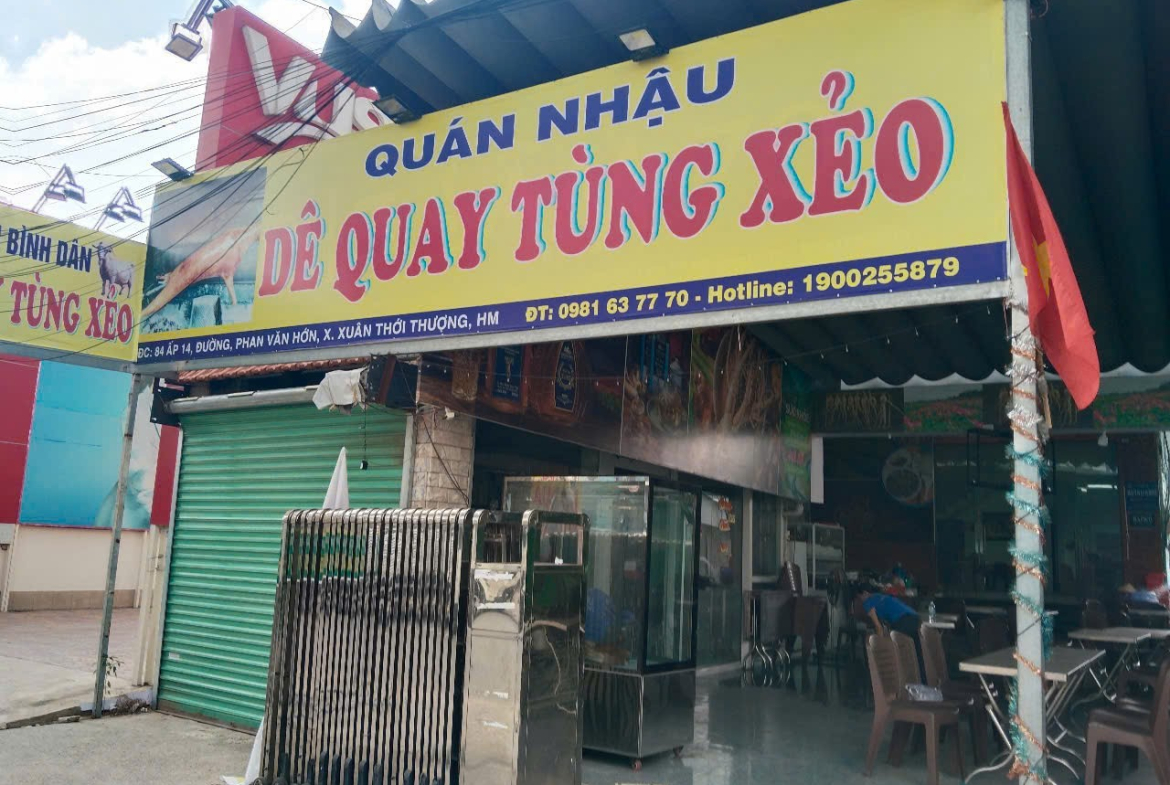 QUÁN NHẬU
DÊ QUAY TÙNG XẺO
ĐC: 84 ẤP 14, ĐƯỜNG, PHAN VĂN HỚN, X. XUÂN THỚI THƯỢNG, HM
ĐT: 0981 63 77 70 - Hotline: 1900255879
BÌNH DÂN
TÙNG XẺO